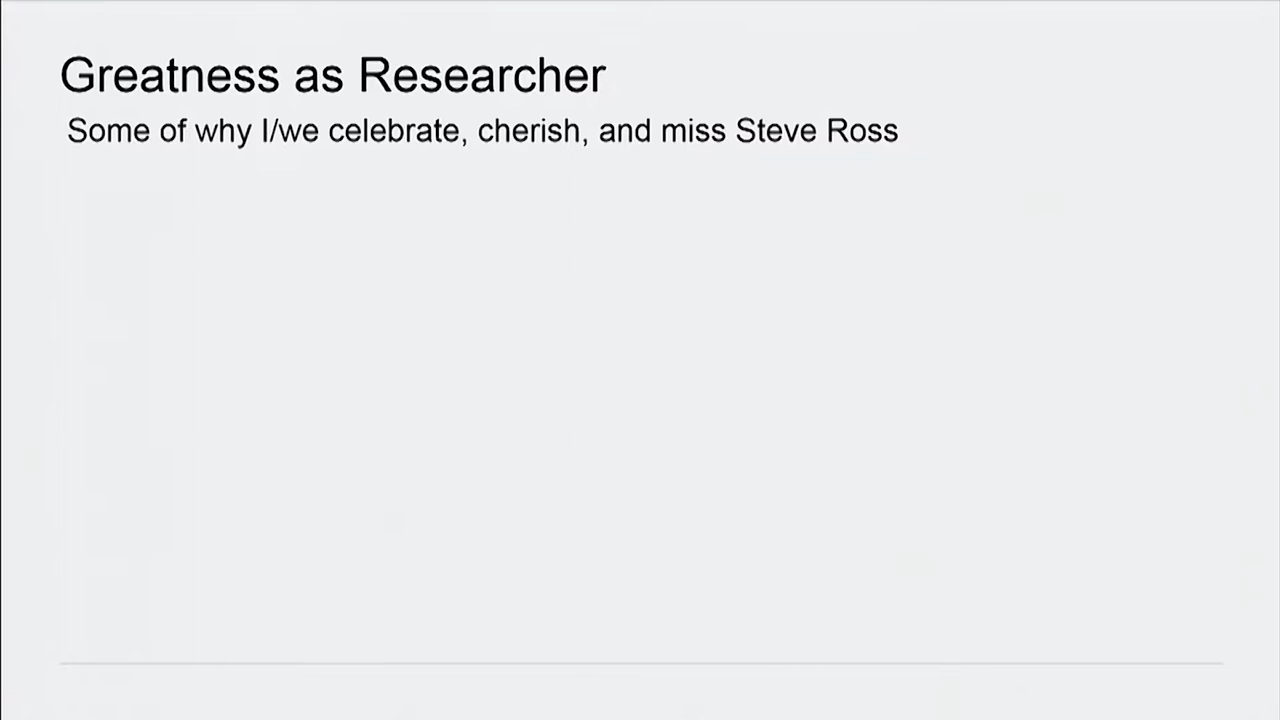 Greatness as Researcher
Some of why I/we celebrate, cherish, and miss Steve Ross